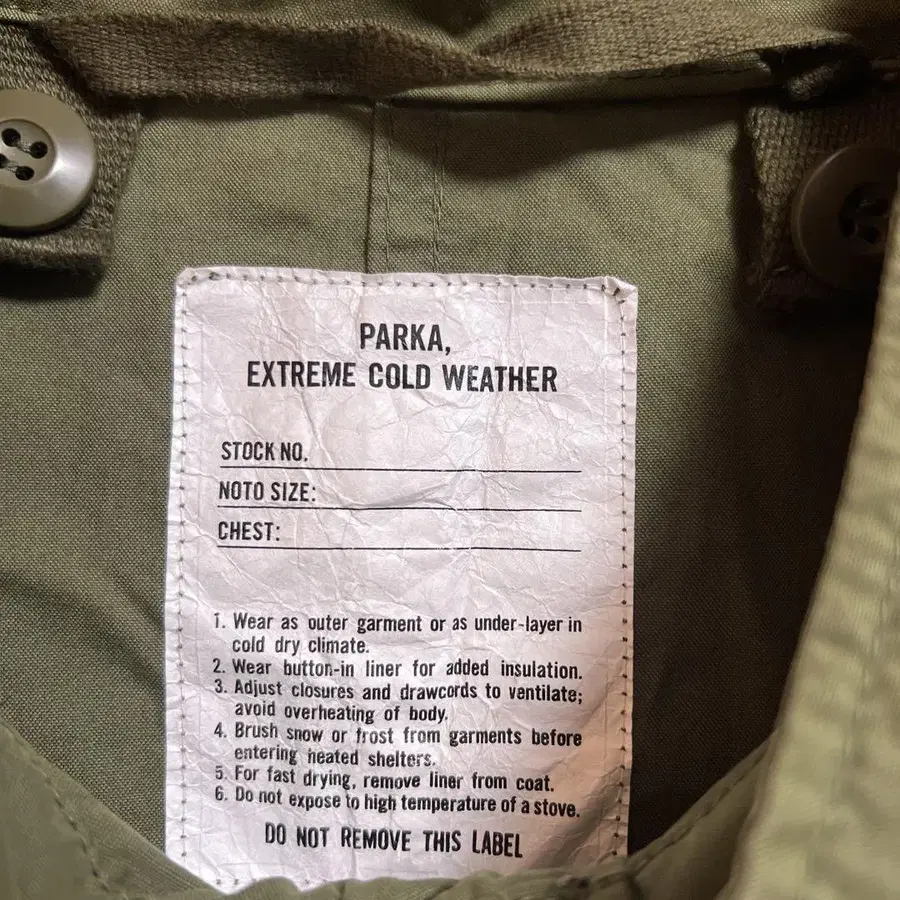 PARKA,
EXTREME COLD WEATHER
STOCK NO.
NOTO SIZE:
CHEST:
1. Wear as outer garment or as under-layer in
cold dry climate.
2. Wear button-in liner for added insulation.
3. Adjust closures and drawcords to ventilate;
avoid overheating of body.
4. Brush snow or frost from garments before
entering heated shelters.
5. For fast drying, remove liner from coat.
6. Do not expose to high temperature of a stove.
DO NOT REMOVE THIS LABEL